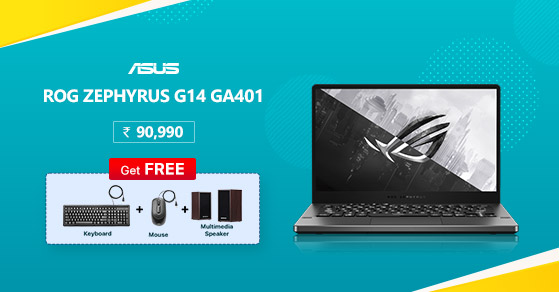 ASUS
ROG ZEPHYRUS G14 GA401
₹ 90,990
Get FREE
Keyboard
+
Mouse
+
Multimedia
Speaker